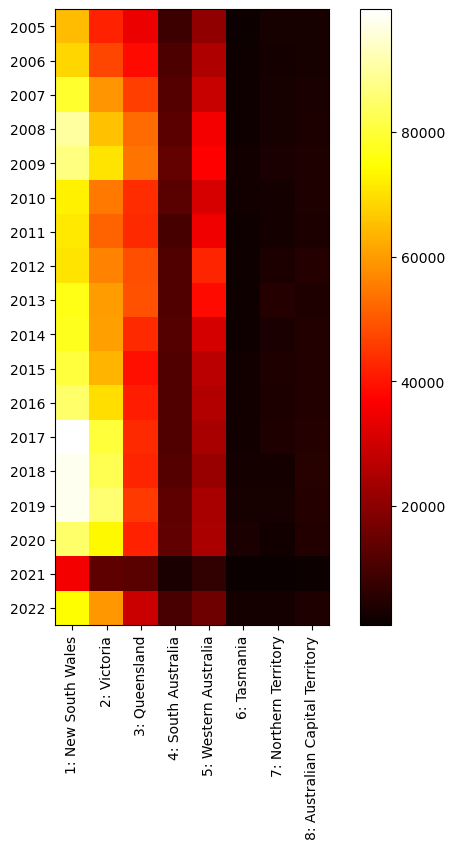 2005
2006
2007
2008
2009
2010
2011
2012
2013
2014
2015
2016
2017
2018
2019
2020
2021
2022
80000
60000
40000
20000
1: New South Wales
2: Victoria
3: Queensland
4: South Australia
5: Western Australia
6: Tasmania
7: Northern Territory
8: Australian Capital Territory